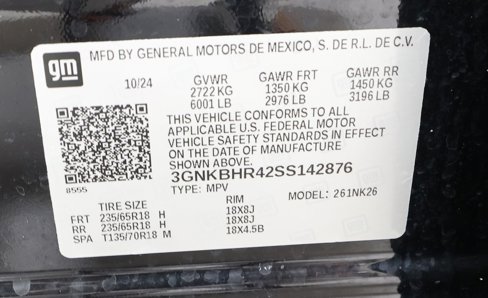 gm
MFD BY GENERAL MOTORS DE MEXICO, S. DE R.L. DE C.V.
10/24 GVWR GAWR FRT GAWR RR
2722 KG 1350 KG 1450 KG
6001 LB 2976 LB 3196 LB
THIS VEHICLE CONFORMS TO ALL
APPLICABLE U.S. FEDERAL MOTOR
VEHICLE SAFETY STANDARDS IN EFFECT
ON THE DATE OF MANUFACTURE
SHOWN ABOVE.
3GNKBHR42SS142876
8555 TYPE: MPV MODEL: 261NK26
TIRE SIZE RIM
FRT 235/65R18 H 18X8J
RR 235/65R18 H 18X8J
SPA T135/70R18 M 18X4.5B